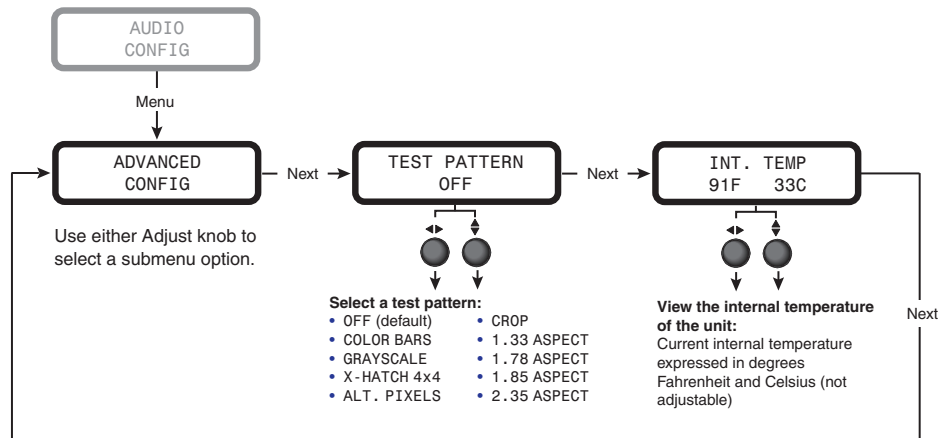 AUDIO
CONFIG
Menu
ADVANCED
CONFIG
Next
TEST PATTERN
OFF
Next
INT. TEMP
91F 33C
Use either Adjust knob to
select a submenu option.
Select a test pattern:
• OFF (default)
• COLOR BARS
• GRAYSCALE
• X-HATCH 4x4
• ALT. PIXELS
• CROP
• 1.33 ASPECT
• 1.78 ASPECT
• 1.85 ASPECT
• 2.35 ASPECT
View the internal temperature
of the unit:
Current internal temperature
expressed in degrees
Fahrenheit and Celsius (not
adjustable)
Next